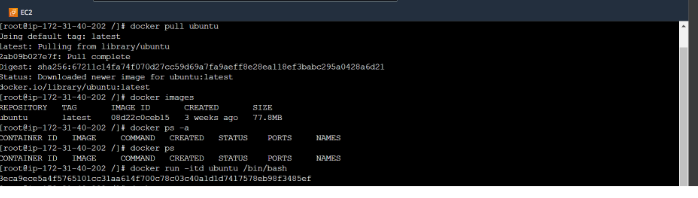 EC2
[root@ip-172-31-40-202 /]# docker pull ubuntu
Using default tag: latest
latest: Pulling from library/ubuntu
2ab09b027e7f: Pull complete
Digest: sha256:67211c14fa74f070d27cc59d69a7fa9aeff8e28ea118ef3babc295a0428a6d21
Status: Downloaded newer image for ubuntu:latest
docker.io/library/ubuntu:latest
[root@ip-172-31-40-202 /]# docker images
REPOSITORY TAG IMAGE ID CREATED SIZE
ubuntu latest 08d22c0ceb15 3 weeks ago 77.8MB
[root@ip-172-31-40-202 /]# docker ps -a
CONTAINER ID IMAGE COMMAND CREATED STATUS PORTS NAMES
[root@ip-172-31-40-202 /]# docker ps
CONTAINER ID IMAGE COMMAND CREATED STATUS PORTS NAMES
[root@ip-172-31-40-202 /]# docker run -itd ubuntu /bin/bash
3eca9ece5a4f5765101cc31aa614f700c78c03c40a1d1d7417578eb98f3485ef